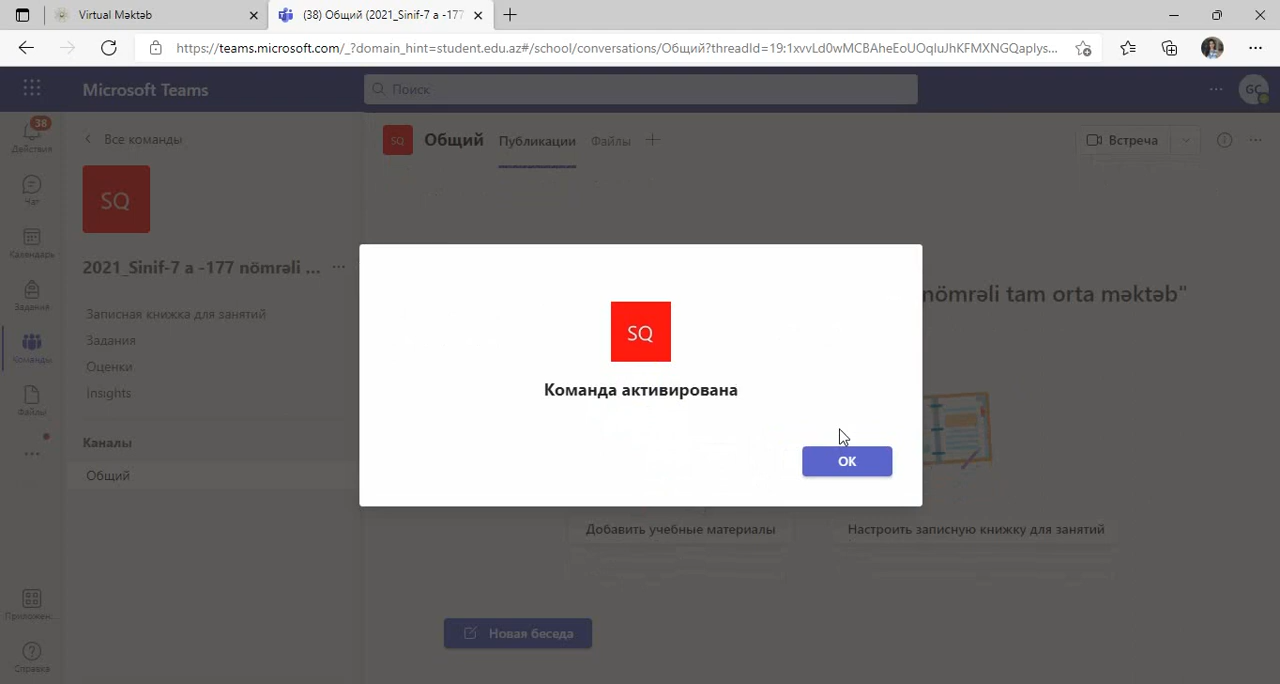 Virtual Məktəb
(38) Общий (2021_Sinif-7 a -177
https://teams.microsoft.com/_?domain_hint=student.edu.az#/school/conversations/Общий?threadId=19:1xvvLd0wMCBAheEoUOqluJhKFMXNGQaplys...
Microsoft Teams
Поиск
GC
38
Действия
Чат
Календарь
Задания
Команды
Файлы
Приложен...
Справка
Все команды
SQ
2021_Sinif-7 a -177 nömrəli ...
Записная книжка для занятий
Задания
Оценки
Insights
Каналы
Общий
SQ
Общий
Публикации
Файлы
Встреча
nömrəli tam orta məktəb"
SQ
Команда активирована
ОК
Добавить учебные материалы
Настроить записную книжку для занятий
Новая беседа